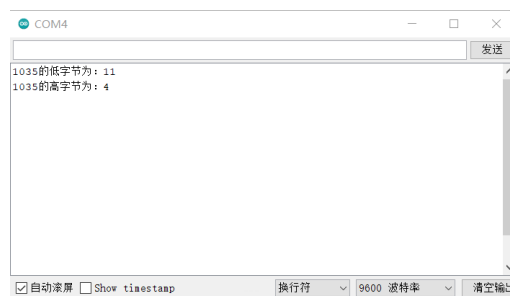 COM4
发送
1035的低字节为: 11
1035的高字节为: 4
自动滚屏 Show timestamp 换行符 9600 波特率 清空输出